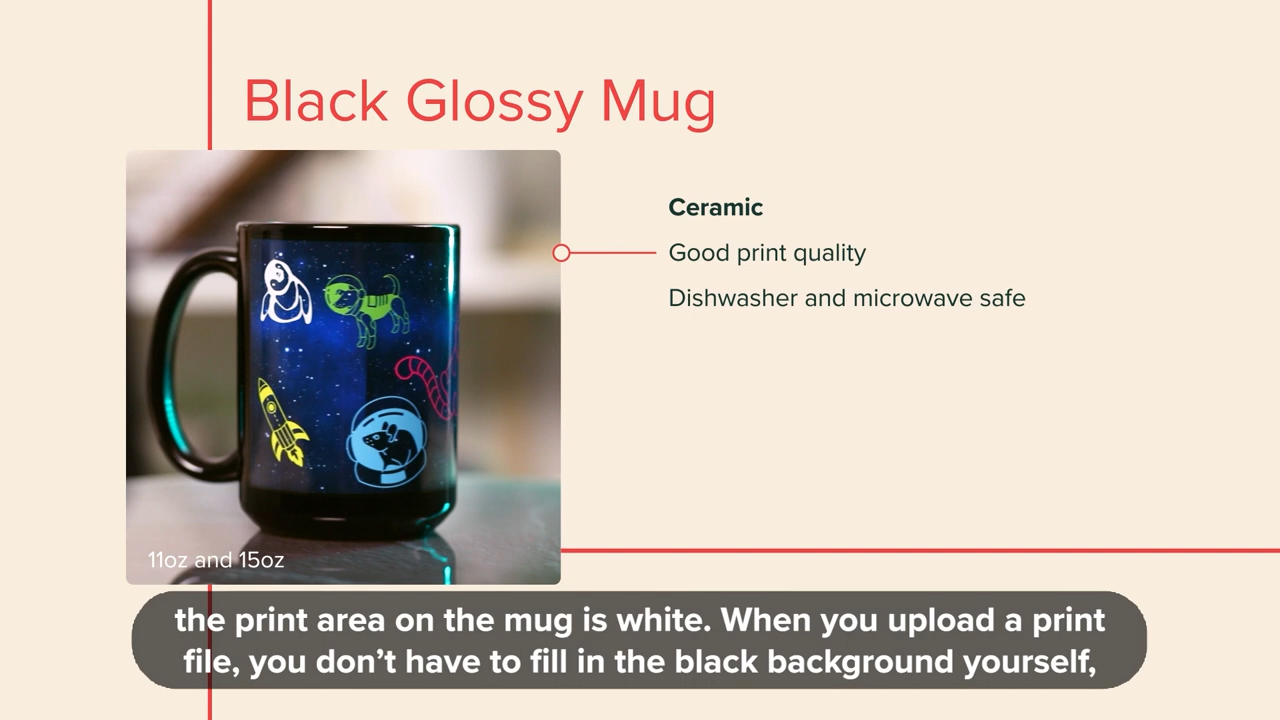 Black Glossy Mug
Ceramic
Good print quality
Dishwasher and microwave safe
11oz and 15oz
the print area on the mug is white. When you upload a print
file, you don’t have to fill in the black background yourself,